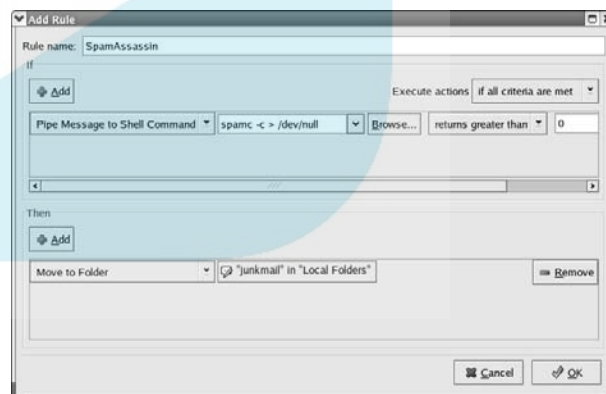 Add Rule
Rule name: SpamAssassin
If
Add Execute actions if all criteria are met
Pipe Message to Shell Command spamc -c > /dev/null Browse... returns greater than 0
Then
Add
Move to Folder "junkmail" in "Local Folders" Remove
Cancel OK